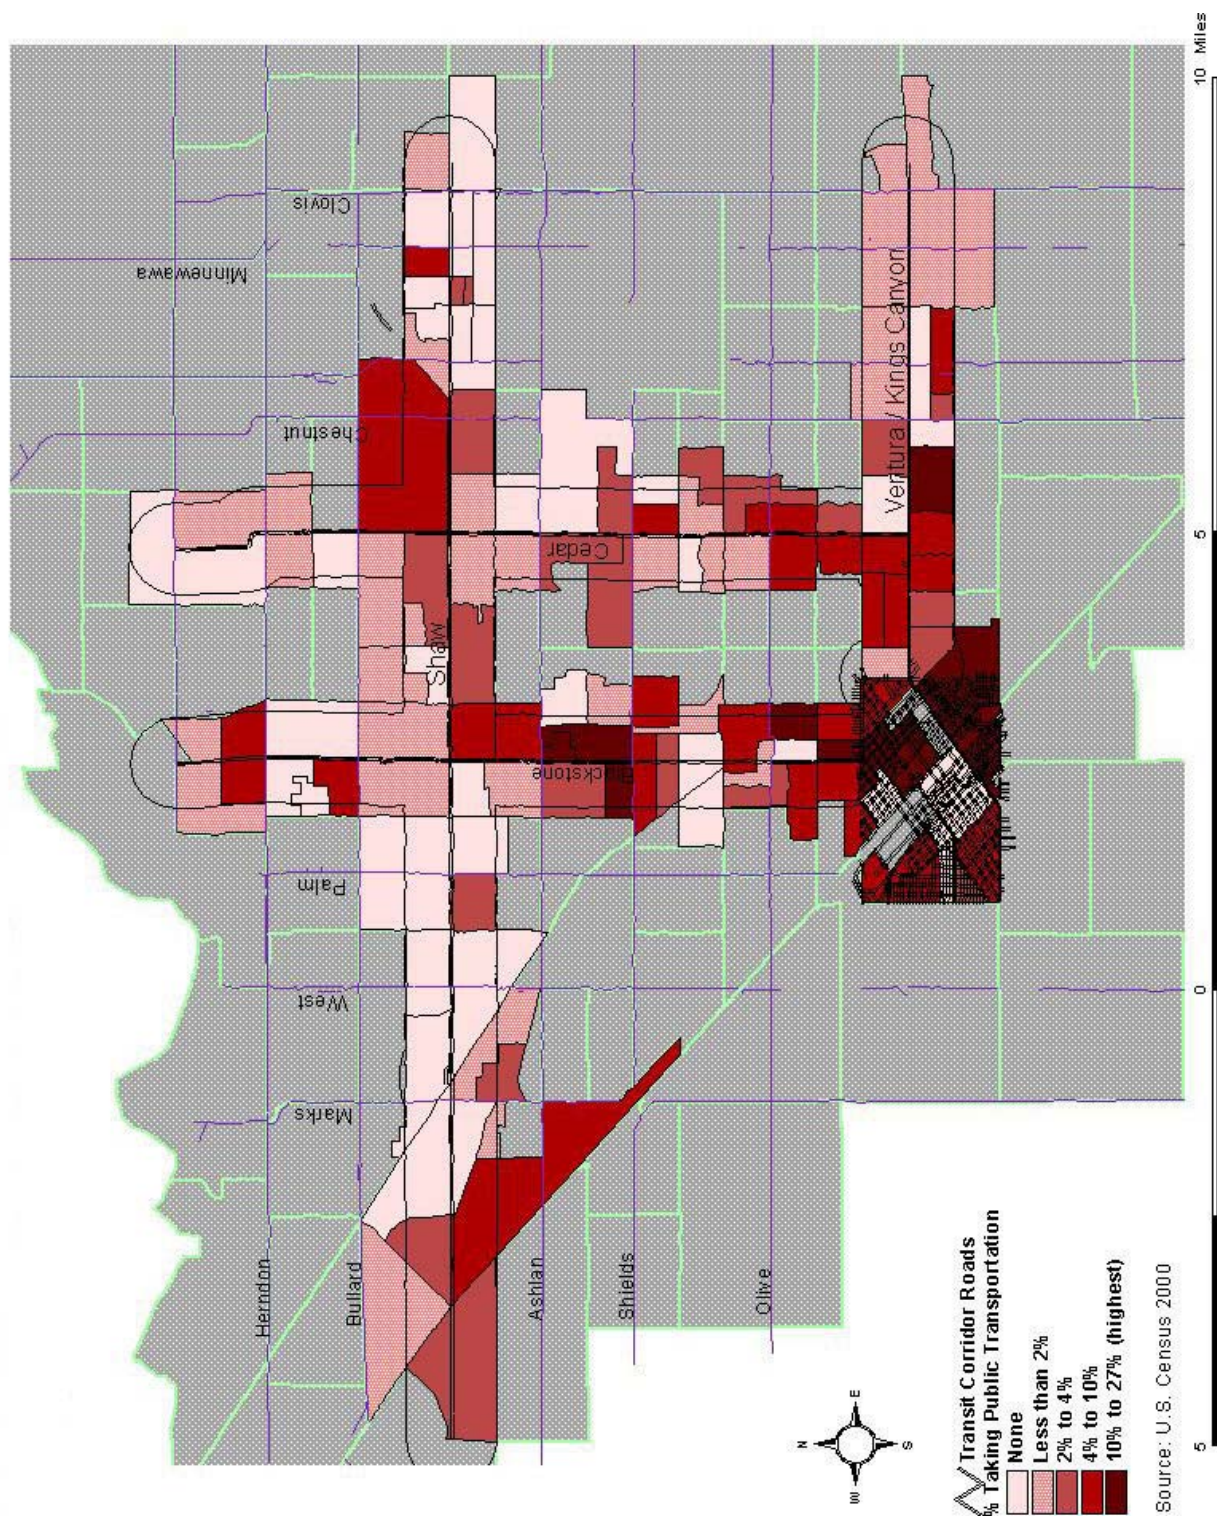 Clovis
Minnewawa
Chestnut
Ventura / Kings Canyon
Cedar
Shaw
Blackstone
Palm
West
Marks
Herndon
Bullard
Ashlan
Shields
Olive
N
W
E
S
Transit Corridor Roads
% Taking Public Transportation
None
Less than 2%
2% to 4%
4% to 10%
10% to 27% (highest)
Source: U.S. Census 2000
5
0
5
10 Miles